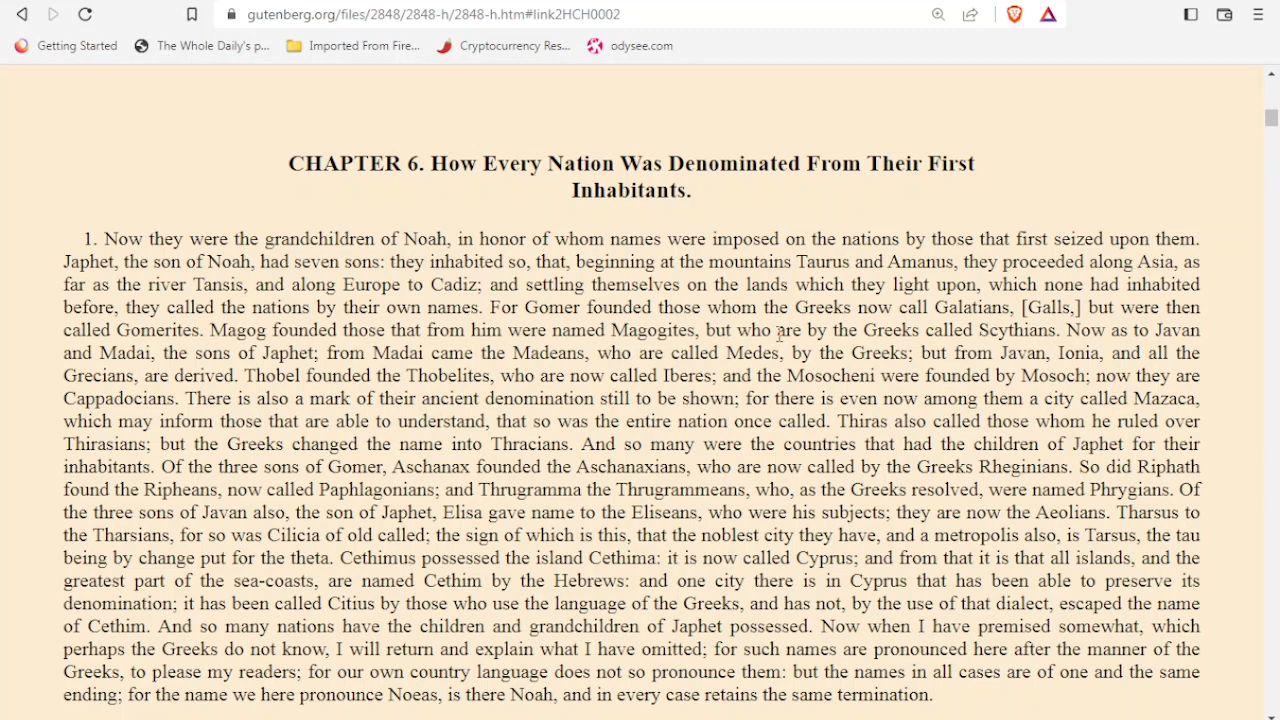 gutenberg.org/files/2848/2848-h/2848-h.htm#link2HCH0002
Getting Started The Whole Daily's p... Imported From Fire... Cryptocurrency Res... odysee.com
CHAPTER 6. How Every Nation Was Denominated From Their First
Inhabitants.
1. Now they were the grandchildren of Noah, in honor of whom names were imposed on the nations by those that first seized upon them.
Japhet, the son of Noah, had seven sons: they inhabited so, that, beginning at the mountains Taurus and Amanus, they proceeded along Asia, as
far as the river Tansis, and along Europe to Cadiz; and settling themselves on the lands which they light upon, which none had inhabited
before, they called the nations by their own names. For Gomer founded those whom the Greeks now call Galatians, [Galls,] but were then
called Gomerites. Magog founded those that from him were named Magogites, but who are by the Greeks called Scythians. Now as to Javan
and Madai, the sons of Japhet; from Madai came the Madeans, who are called Medes, by the Greeks; but from Javan, Ionia, and all the
Grecians, are derived. Thobel founded the Thobelites, who are now called Iberes; and the Mosocheni were founded by Mosoch; now they are
Cappadocians. There is also a mark of their ancient denomination still to be shown; for there is even now among them a city called Mazaca,
which may inform those that are able to understand, that so was the entire nation once called. Thiras also called those whom he ruled over
Thirasians; but the Greeks changed the name into Thracians. And so many were the countries that had the children of Japhet for their
inhabitants. Of the three sons of Gomer, Aschanax founded the Aschanaxians, who are now called by the Greeks Rheginians. So did Riphath
found the Ripheans, now called Paphlagonians; and Thrugramma the Thrugrammeans, who, as the Greeks resolved, were named Phrygians. Of
the three sons of Javan also, the son of Japhet, Elisa gave name to the Eliseans, who were his subjects; they are now the Aeolians. Tharsus to
the Tharsians, for so was Cilicia of old called; the sign of which is this, that the noblest city they have, and a metropolis also, is Tarsus, the tau
being by change put for the theta. Cethimus possessed the island Cethima: it is now called Cyprus; and from that it is that all islands, and the
greatest part of the sea-coasts, are named Cethim by the Hebrews: and one city there is in Cyprus that has been able to preserve its
denomination; it has been called Citius by those who use the language of the Greeks, and has not, by the use of that dialect, escaped the name
of Cethim. And so many nations have the children and grandchildren of Japhet possessed. Now when I have premised somewhat, which
perhaps the Greeks do not know, I will return and explain what I have omitted; for such names are pronounced here after the manner of the
Greeks, to please my readers; for our own country language does not so pronounce them: but the names in all cases are of one and the same
ending; for the name we here pronounce Noeas, is there Noah, and in every case retains the same termination.